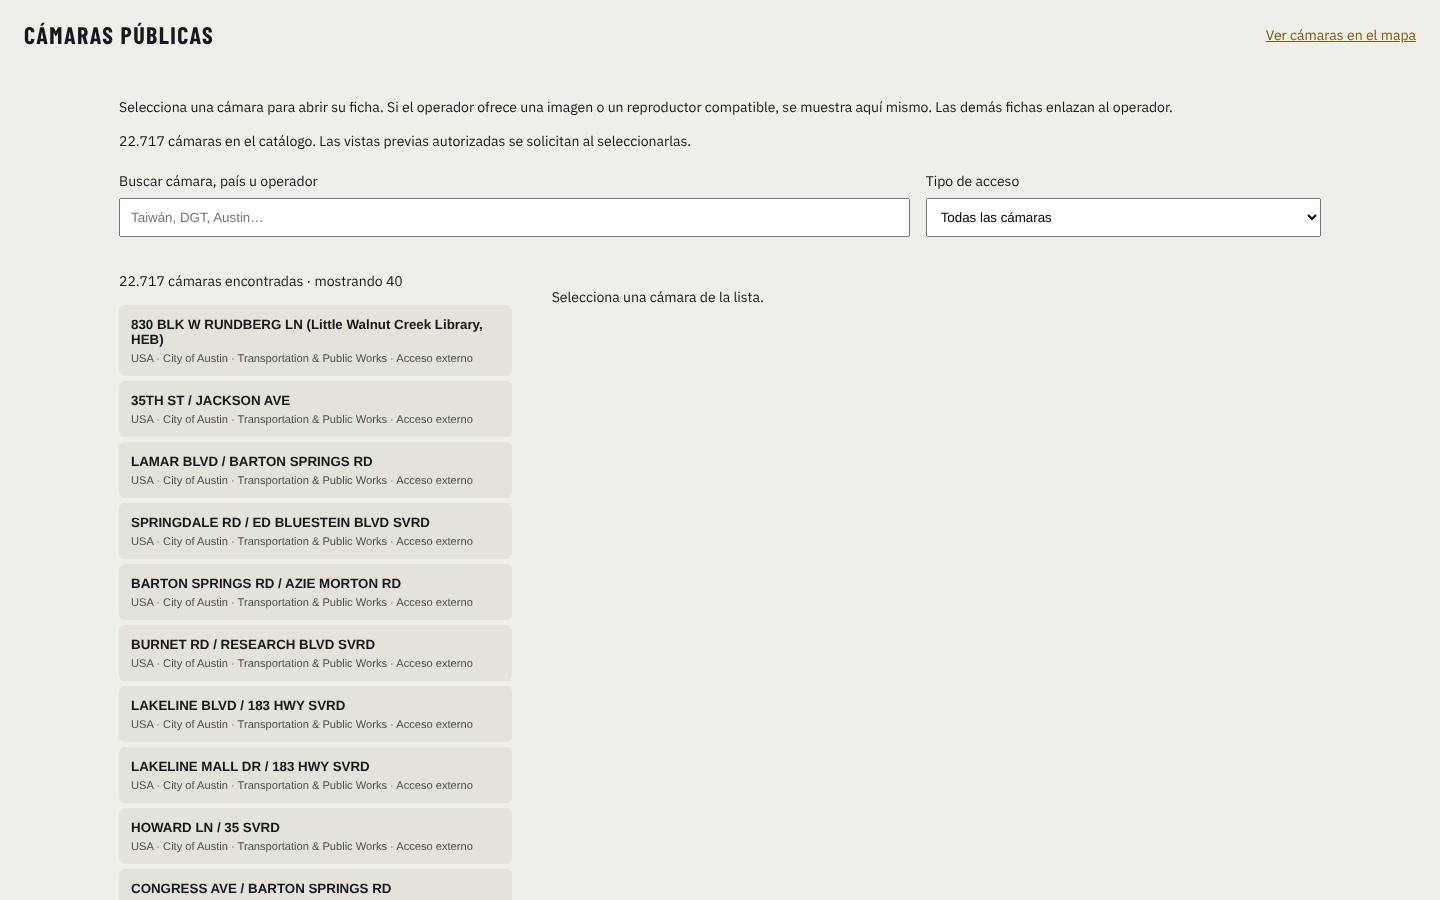 CÁMARAS PÚBLICAS
Ver cámaras en el mapa
Selecciona una cámara para abrir su ficha. Si el operador ofrece una imagen o un reproductor compatible, se muestra aquí mismo. Las demás fichas enlazan al operador.
22.717 cámaras en el catálogo. Las vistas previas autorizadas se solicitan al seleccionarlas.
Buscar cámara, país u operador
Tipo de acceso
Taiwán, DGT, Austin…
Todas las cámaras
22.717 cámaras encontradas · mostrando 40
Selecciona una cámara de la lista.
830 BLK W RUNDBERG LN (Little Walnut Creek Library,
HEB)
USA · City of Austin · Transportation & Public Works · Acceso externo
35TH ST / JACKSON AVE
USA · City of Austin · Transportation & Public Works · Acceso externo
LAMAR BLVD / BARTON SPRINGS RD
USA · City of Austin · Transportation & Public Works · Acceso externo
SPRINGDALE RD / ED BLUESTEIN BLVD SVRD
USA · City of Austin · Transportation & Public Works · Acceso externo
BARTON SPRINGS RD / AZIE MORTON RD
USA · City of Austin · Transportation & Public Works · Acceso externo
BURNET RD / RESEARCH BLVD SVRD
USA · City of Austin · Transportation & Public Works · Acceso externo
LAKELINE BLVD / 183 HWY SVRD
USA · City of Austin · Transportation & Public Works · Acceso externo
LAKELINE MALL DR / 183 HWY SVRD
USA · City of Austin · Transportation & Public Works · Acceso externo
HOWARD LN / 35 SVRD
USA · City of Austin · Transportation & Public Works · Acceso externo
CONGRESS AVE / BARTON SPRINGS RD